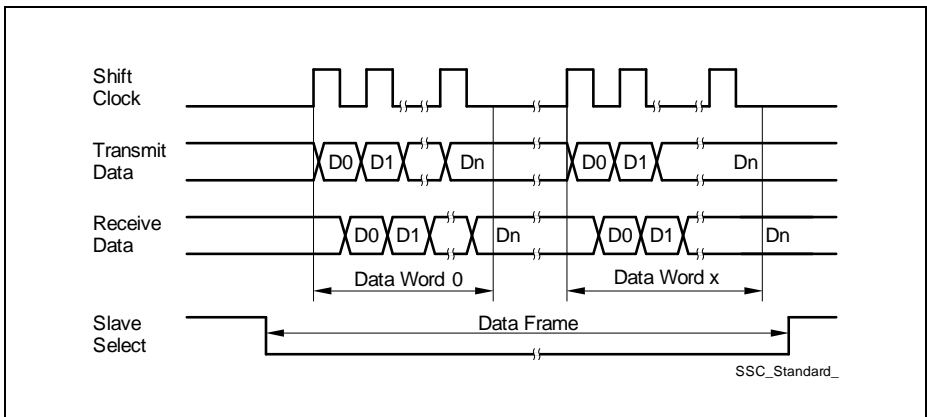 Shift
Clock
Transmit
Data
D0 D1 Dn D0 D1 Dn
Receive
Data
D0 D1 Dn D0 D1 Dn
Data Word 0 Data Word x
Slave
Select
Data Frame
SSC_Standard_